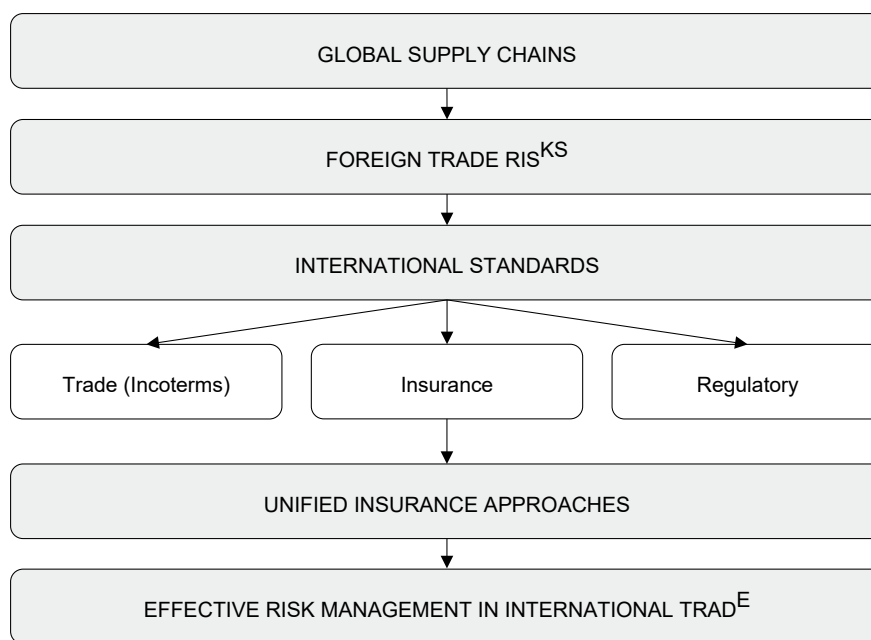 GLOBAL SUPPLY CHAINS
FOREIGN TRADE RISKS
INTERNATIONAL STANDARDS
Trade (Incoterms)
Insurance
Regulatory
UNIFIED INSURANCE APPROACHES
EFFECTIVE RISK MANAGEMENT IN INTERNATIONAL TRADE